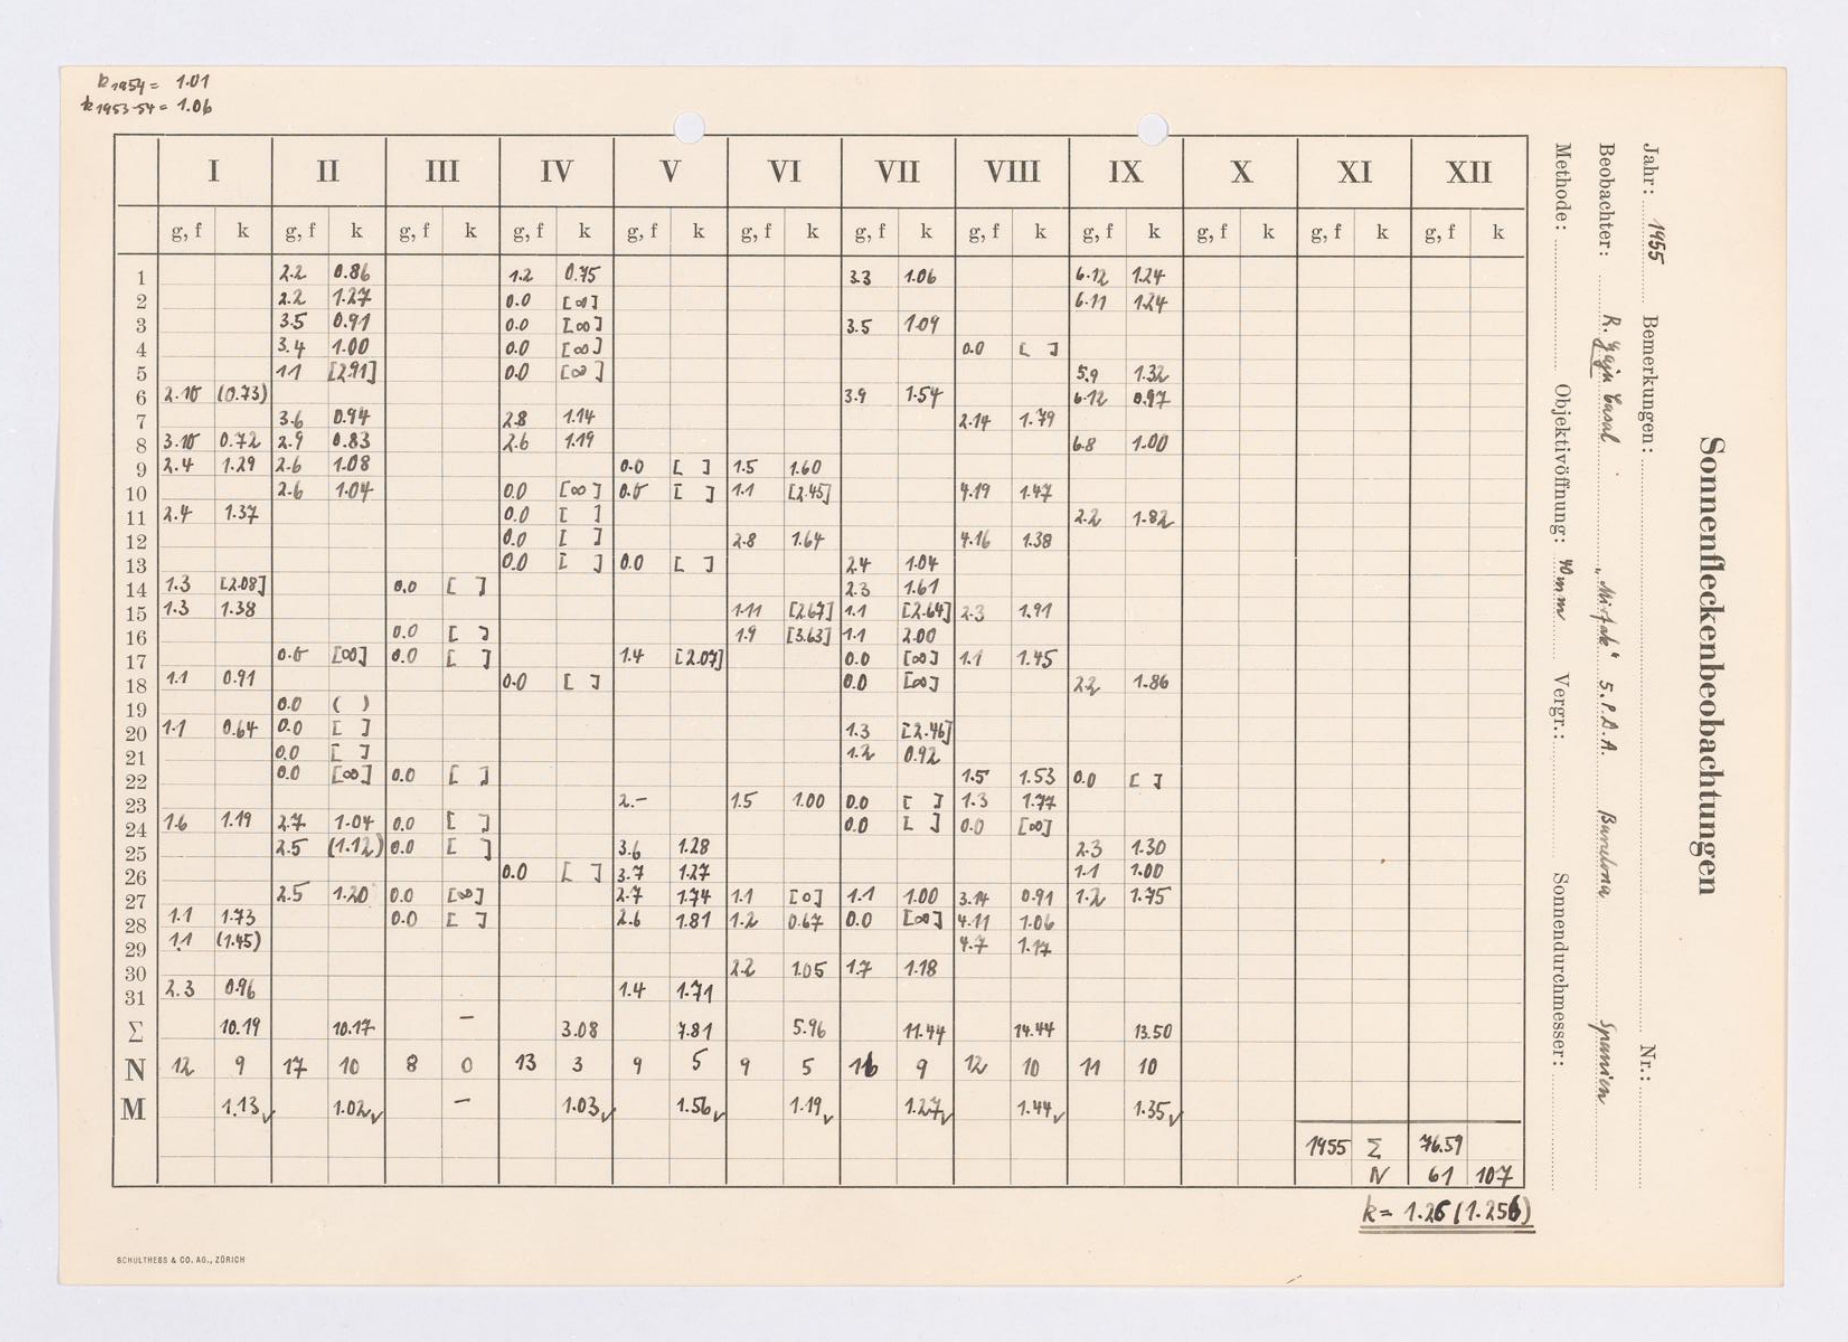 k1954 = 1.01
k1953-54 = 1.06
I II III IV V VI VII VIII IX X XI XII
g, f k g, f k g, f k g, f k g, f k g, f k g, f k g, f k g, f k g, f k g, f k g, f k
1 2.2 0.86 1.2 0.75 3.3 1.06 6.12 1.24
2 2.2 1.27 0.0 [∞] 6.11 1.24
3 3.5 0.91 0.0 [∞] 3.5 1.09
4 3.4 1.00 0.0 [∞] 0.0 [ ]
5 1.1 [2.91] 0.0 [∞] 5.9 1.32
6 2.10 (0.73) 3.9 1.54 6.12 0.97
7 3.6 0.94 2.8 1.14 2.14 1.79
8 3.10 0.72 2.9 0.83 2.6 1.19 6.8 1.00
9 2.4 1.29 2.6 1.08 0.0 [ ] 1.5 1.60
10 2.6 1.04 0.0 [∞] 0.0 [ ] 1.1 [2.45] 4.19 1.47
11 2.4 1.37 0.0 [ ] 2.2 1.82
12 0.0 [ ] 2.8 1.64 4.16 1.38
13 0.0 [ ] 0.0 [ ] 2.4 1.04
14 1.3 [2.08] 0.0 [ ] 2.3 1.61
15 1.3 1.38 1.11 [2.67] 1.1 [2.64] 2.3 1.91
16 0.0 [ ] 1.9 [3.63] 1.1 2.00
17 0.0 [∞] 0.0 [ ] 1.4 [2.07] 0.0 [∞] 1.1 1.45
18 1.1 0.91 0.0 [ ] 0.0 [∞] 2.2 1.86
19 0.0 ( )
20 1.1 0.64 0.0 [ ] 1.3 [2.46]
21 0.0 [ ] 1.2 0.92
22 0.0 [∞] 0.0 [ ] 1.5 1.53 0.0 [ ]
23 2.- 1.5 1.00 0.0 [ ] 1.3 1.77
24 1.6 1.19 2.7 1.04 0.0 [ ] 0.0 [ ] 0.0 [∞]
25 2.5 (1.12) 0.0 [ ] 3.6 1.28 2.3 1.30
26 0.0 [ ] 3.7 1.27 1.1 1.00
27 2.5 1.20 0.0 [∞] 2.7 1.74 1.1 [0] 1.1 1.00 3.14 0.91 1.2 1.75
28 1.1 1.73 0.0 [ ] 2.6 1.81 1.2 0.67 0.0 [∞] 4.11 1.06
29 1.1 (1.45) 4.7 1.17
30 2.2 1.05 1.7 1.18
31 2.3 0.96 1.4 1.71
Σ 10.19 10.17 — 3.08 7.81 5.96 11.44 14.44 13.50
N 12 9 17 10 8 0 13 3 9 5 9 5 16 9 12 10 11 10
M 1.13✓ 1.02✓ — 1.03✓ 1.56✓ 1.19✓ 1.27✓ 1.44✓ 1.35✓
1955 Σ 76.59
N 61 107
k = 1.26 (1.256)
SCHULTHESS & CO. AG., ZÜRICH
Sonnenfleckenbeobachtungen
Jahr: 1955 Bemerkungen: Nr.:
Beobachter: R. "Mirfak" S.P.D.A. Barcelona Spanien
Methode: Objektivöffnung: 40 mm Vergr.: Sonnendurchmesser: